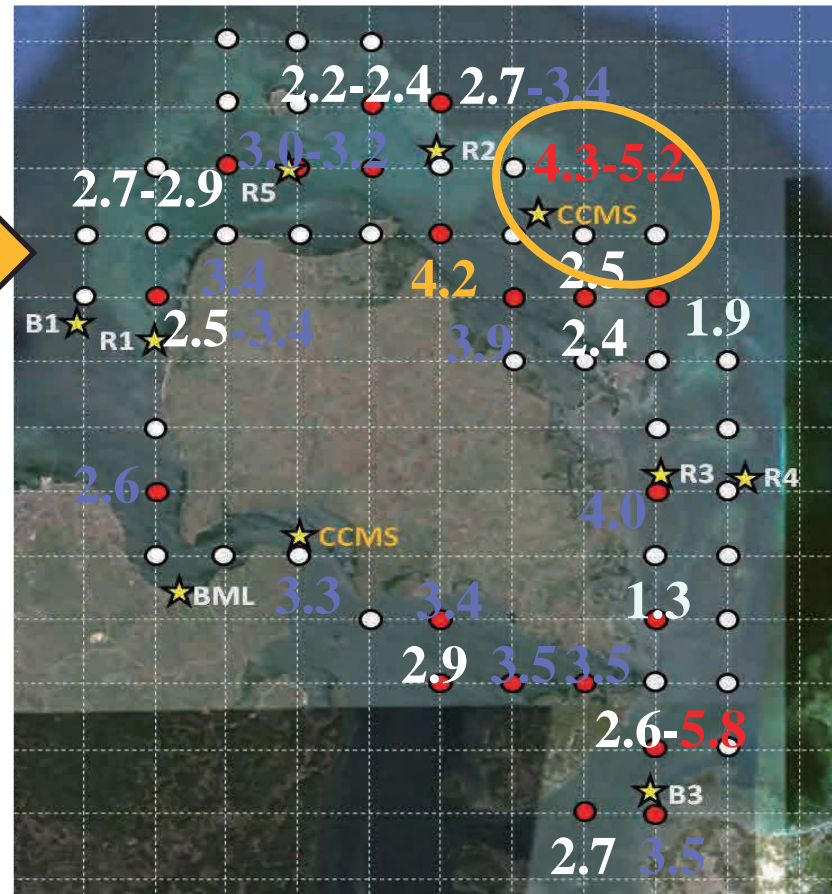 2.2-2.4 2.7-3.4
3.0-3.2 R2 4.3-5.2
2.7-2.9 R5 CCMS
3.4 4.2 2.5
B1 R1 2.5-3.4 3.9 2.4 1.9
2.6 R3 R4
4.0
CCMS
BML 3.3 3.4 1.3
2.9 3.5 3.5
2.6-5.8
B3
2.7 3.5